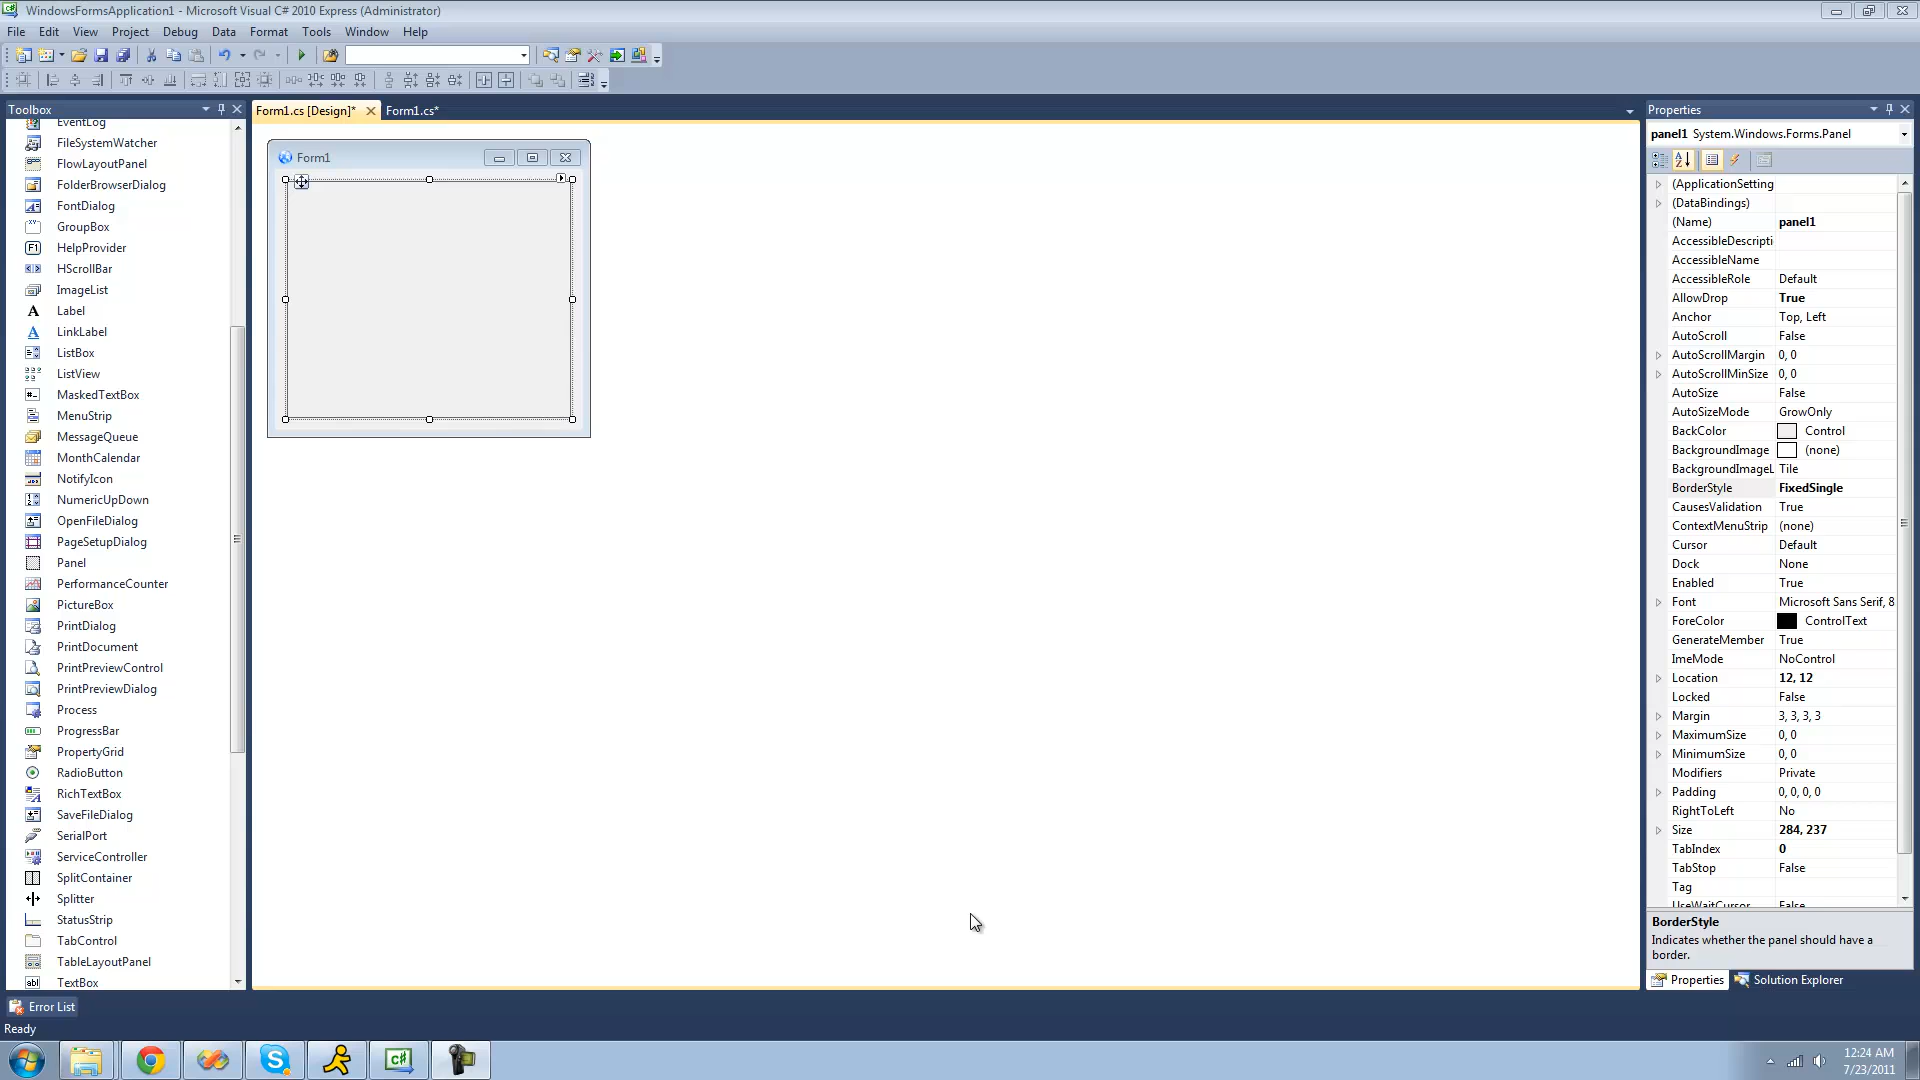 WindowsFormsApplication1 - Microsoft Visual C# 2010 Express (Administrator)
File Edit View Project Debug Data Format Tools Window Help
Toolbox
EventLog
FileSystemWatcher
FlowLayoutPanel
FolderBrowserDialog
FontDialog
GroupBox
HelpProvider
HScrollBar
ImageList
Label
LinkLabel
ListBox
ListView
MaskedTextBox
MenuStrip
MessageQueue
MonthCalendar
NotifyIcon
NumericUpDown
OpenFileDialog
PageSetupDialog
Panel
PerformanceCounter
PictureBox
PrintDialog
PrintDocument
PrintPreviewControl
PrintPreviewDialog
Process
ProgressBar
PropertyGrid
RadioButton
RichTextBox
SaveFileDialog
SerialPort
ServiceController
SplitContainer
Splitter
StatusStrip
TabControl
TableLayoutPanel
TextBox
Form1.cs [Design]* Form1.cs*
Form1
Properties
panel1 System.Windows.Forms.Panel
(ApplicationSetting
(DataBindings)
(Name) panel1
AccessibleDescripti
AccessibleName
AccessibleRole Default
AllowDrop True
Anchor Top, Left
AutoScroll False
AutoScrollMargin 0, 0
AutoScrollMinSize 0, 0
AutoSize False
AutoSizeMode GrowOnly
BackColor Control
BackgroundImage (none)
BackgroundImageL Tile
BorderStyle FixedSingle
CausesValidation True
ContextMenuStrip (none)
Cursor Default
Dock None
Enabled True
Font Microsoft Sans Serif, 8
ForeColor ControlText
GenerateMember True
ImeMode NoControl
Location 12, 12
Locked False
Margin 3, 3, 3, 3
MaximumSize 0, 0
MinimumSize 0, 0
Modifiers Private
Padding 0, 0, 0, 0
RightToLeft No
Size 284, 237
TabIndex 0
TabStop False
Tag
UseWaitCursor False
BorderStyle
Indicates whether the panel should have a
border.
Properties Solution Explorer
Error List
Ready
12:24 AM
7/23/2011